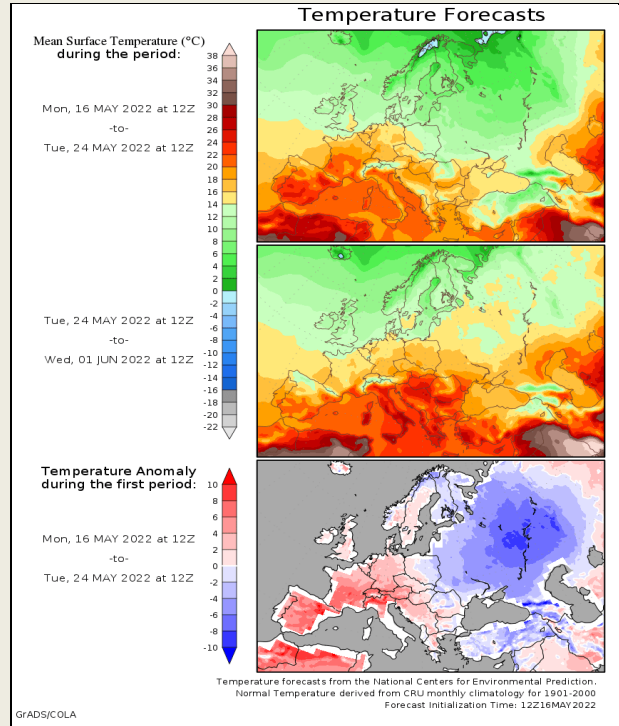 Temperature Forecasts
Mean Surface Temperature (°C)
during the period:
Mon, 16 MAY 2022 at 12Z
-to-
Tue, 24 MAY 2022 at 12Z
Tue, 24 MAY 2022 at 12Z
-to-
Wed, 01 JUN 2022 at 12Z
38
36
34
32
30
28
26
24
22
20
18
16
14
12
10
8
6
4
2
0
-2
-4
-6
-8
-10
-12
-14
-16
-18
-20
-22
Temperature Anomaly
during the first period:
Mon, 16 MAY 2022 at 12Z
-to-
Tue, 24 MAY 2022 at 12Z
10
8
6
4
2
0
-2
-4
-6
-8
-10
Temperature forecasts from the National Centers for Environmental Prediction.
Normal Temperature derived from CRU monthly climatology for 1901-2000
Forecast Initialization Time: 12Z16MAY2022
GrADS/COLA